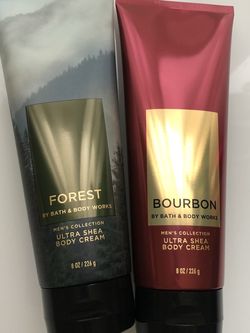 FOREST
BY BATH & BODY WORKS
MEN'S COLLECTION
ULTRA SHEA
BODY CREAM
8 OZ / 226 g
BOURBON
BY BATH & BODY WORKS
MEN'S COLLECTION
ULTRA SHEA
BODY CREAM
8 OZ / 226 g